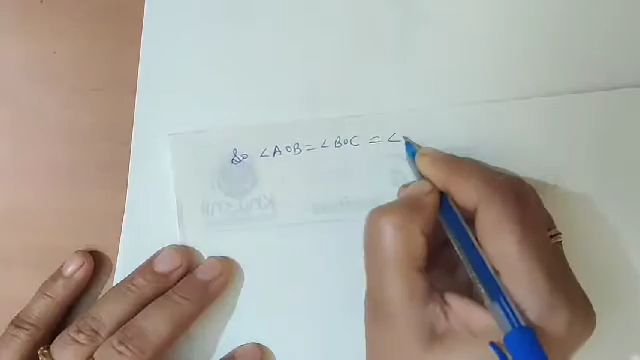 So ∠AOB = ∠BOC = ∠